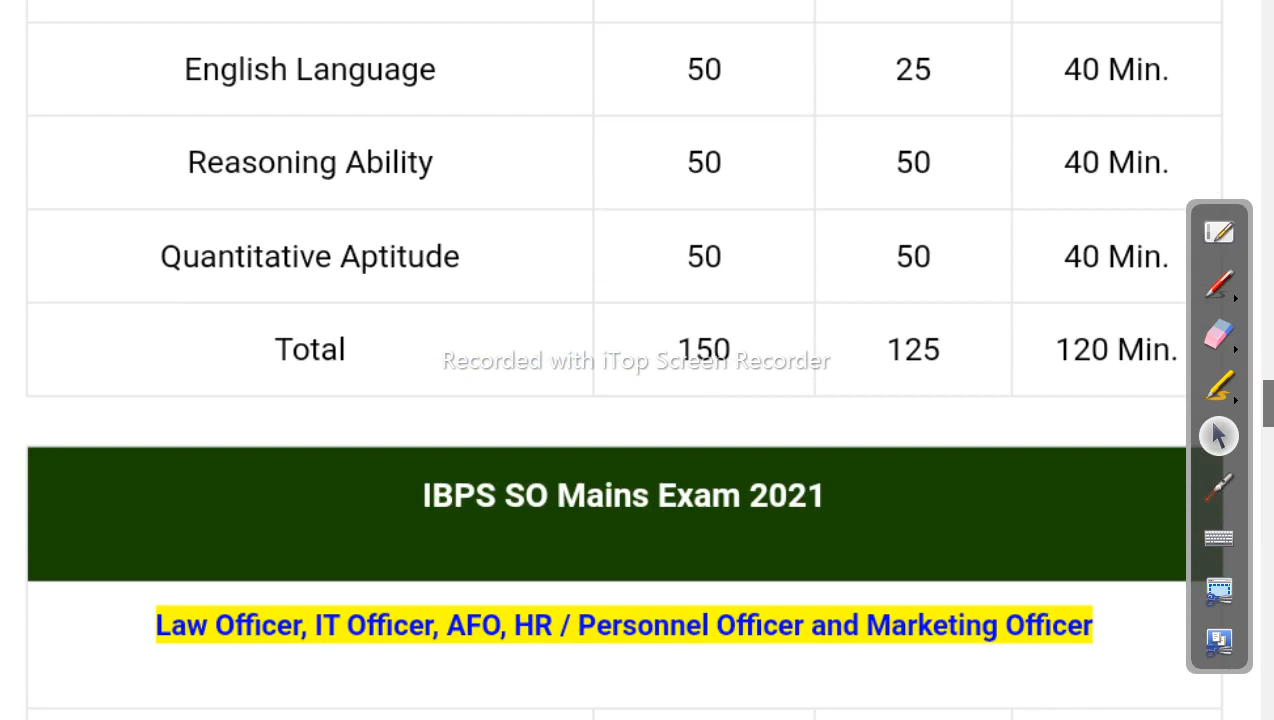 English Language 50 25 40 Min.
Reasoning Ability 50 50 40 Min.
Quantitative Aptitude 50 50 40 Min.
Total 150 125 120 Min.
Recorded with iTop Screen Recorder
IBPS SO Mains Exam 2021
Law Officer, IT Officer, AFO, HR / Personnel Officer and Marketing Officer